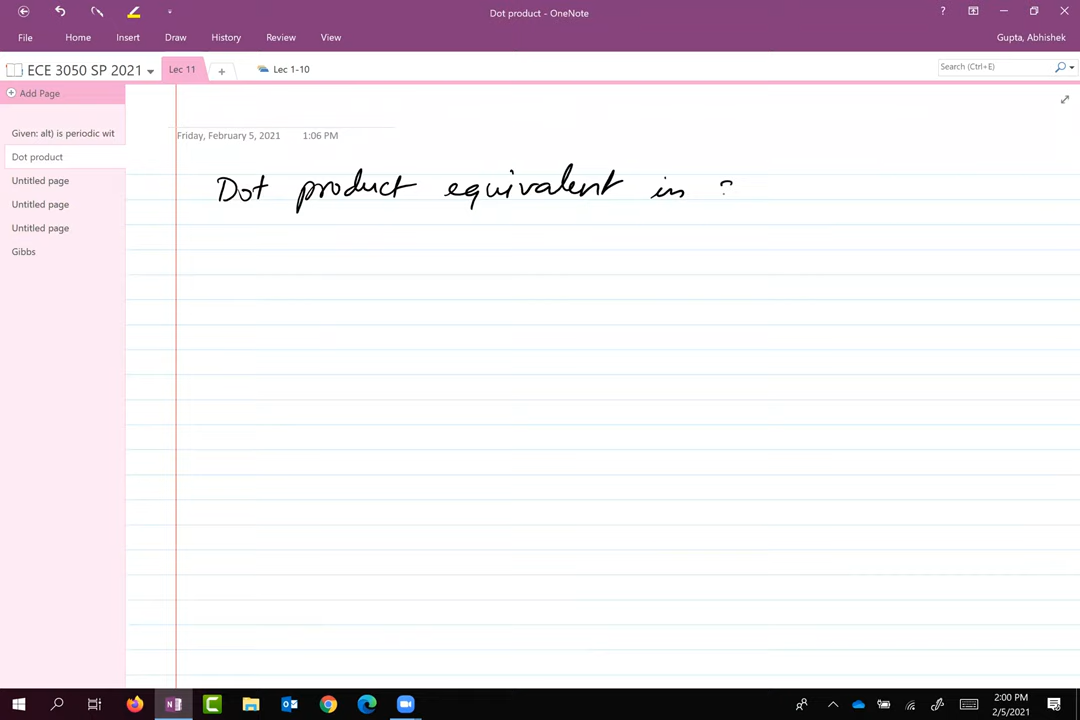 Dot product - OneNote
File Home Insert Draw History Review View
Gupta, Abhishek
ECE 3050 SP 2021
Lec 11
Lec 1-10
Search (Ctrl+E)
Add Page
Given: alt) is periodic wit
Dot product
Untitled page
Untitled page
Untitled page
Gibbs
Friday, February 5, 2021 1:06 PM
Dot product equivalent in
2:00 PM
2/5/2021